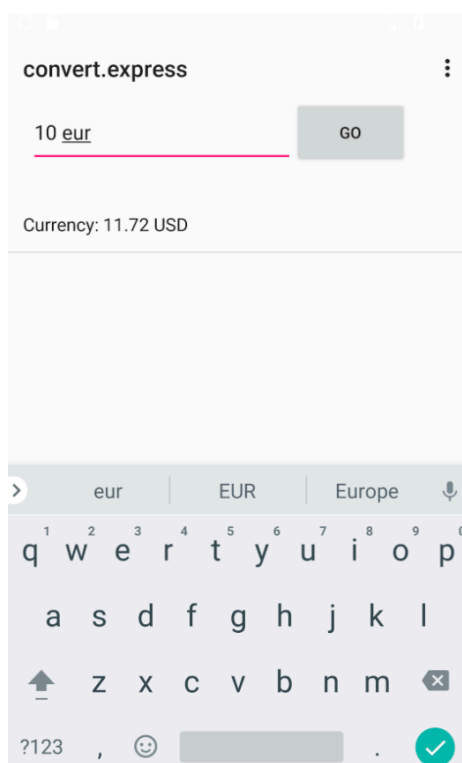 convert.express
10 eur GO
Currency: 11.72 USD
eur EUR Europe
1 2 3 4 5 6 7 8 9 0
q w e r t y u i o p
a s d f g h j k l
z x c v b n m
?123 , .